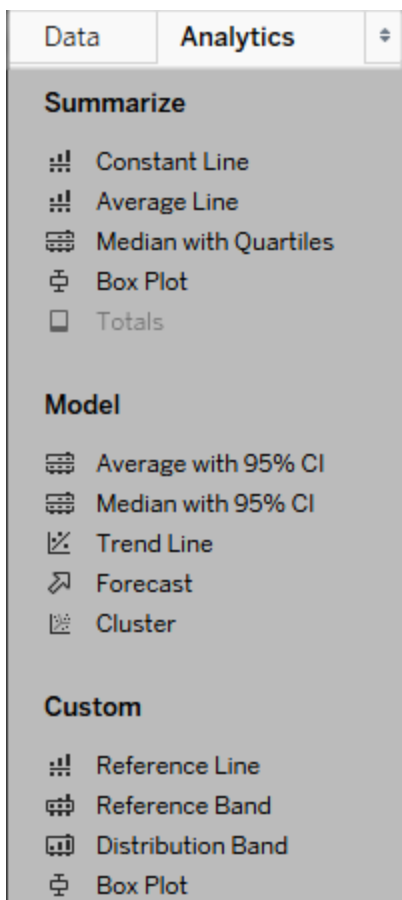 Data Analytics
Summarize
Constant Line
Average Line
Median with Quartiles
Box Plot
Totals
Model
Average with 95% CI
Median with 95% CI
Trend Line
Forecast
Cluster
Custom
Reference Line
Reference Band
Distribution Band
Box Plot